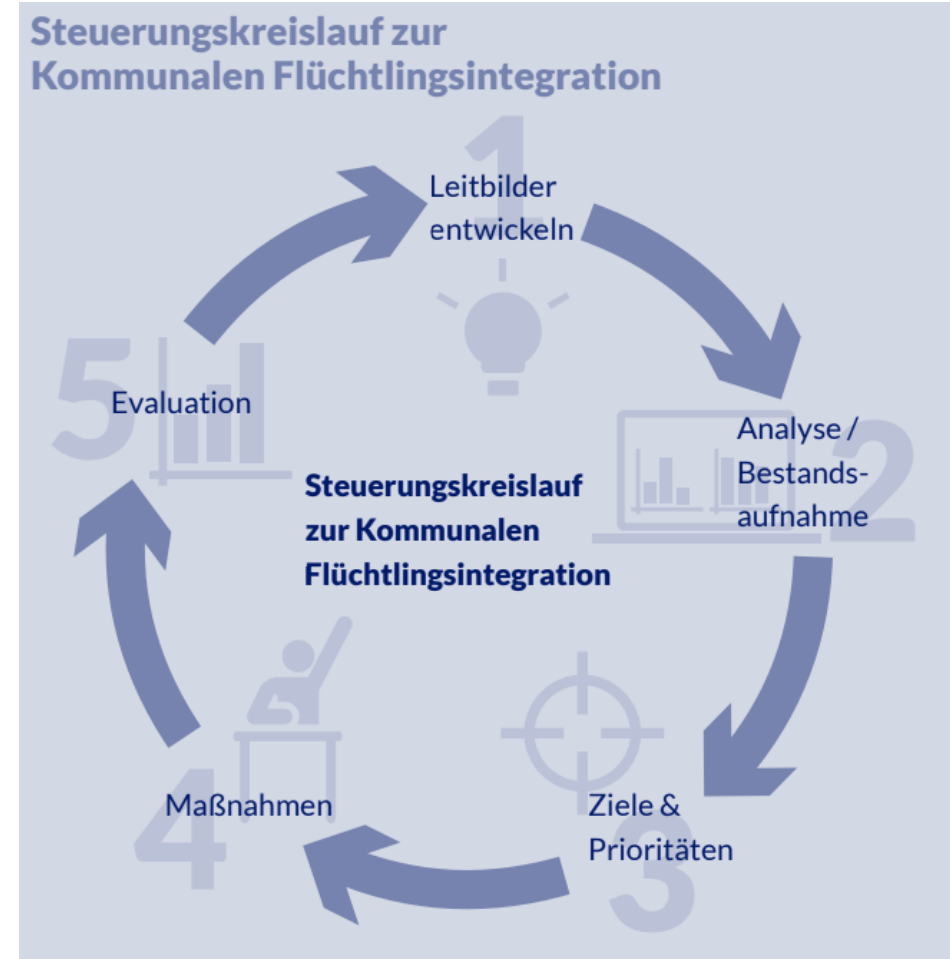 Steuerungskreislauf zur
Kommunalen Flüchtlingsintegration
1
Leitbilder
entwickeln
2
Analyse /
Bestands-
aufnahme
3
Ziele &
Prioritäten
4
Maßnahmen
5
Evaluation
Steuerungskreislauf
zur Kommunalen
Flüchtlingsintegration